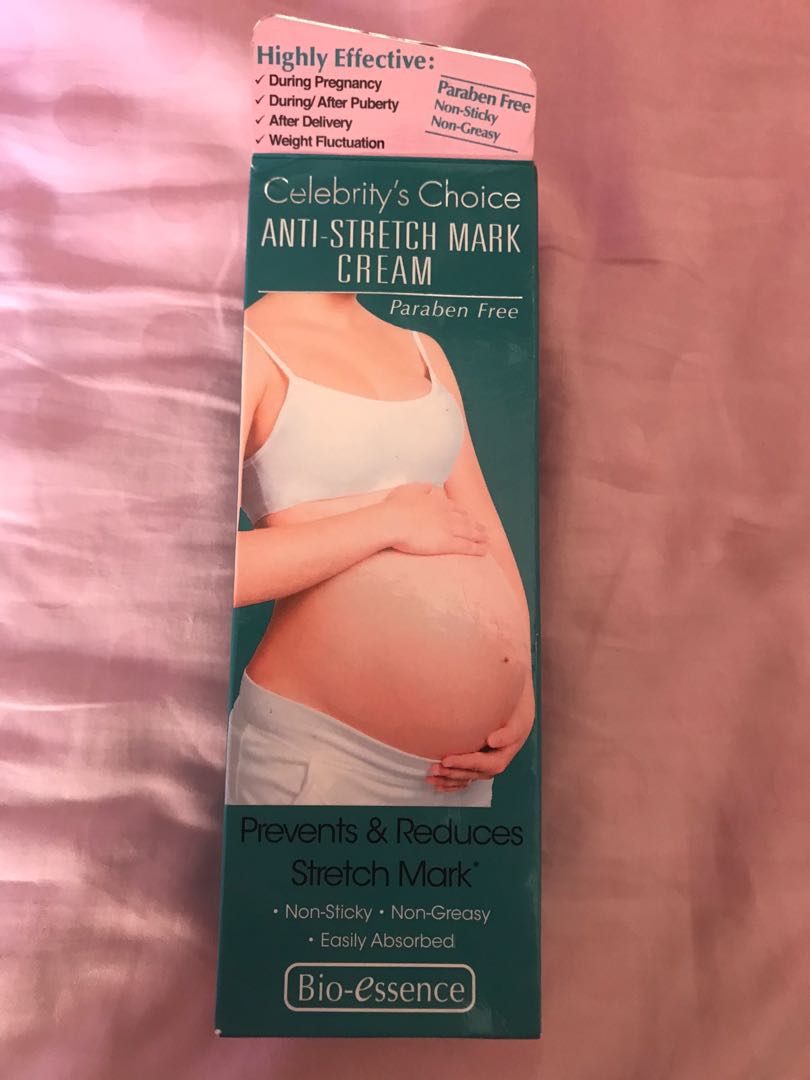 Highly Effective:
✓ During Pregnancy
✓ During/After Puberty
✓ After Delivery
✓ Weight Fluctuation
Paraben Free
Non-Sticky
Non-Greasy
Celebrity's Choice
ANTI-STRETCH MARK
CREAM
Paraben Free
Prevents & Reduces
Stretch Mark*
• Non-Sticky • Non-Greasy
• Easily Absorbed
Bio-essence